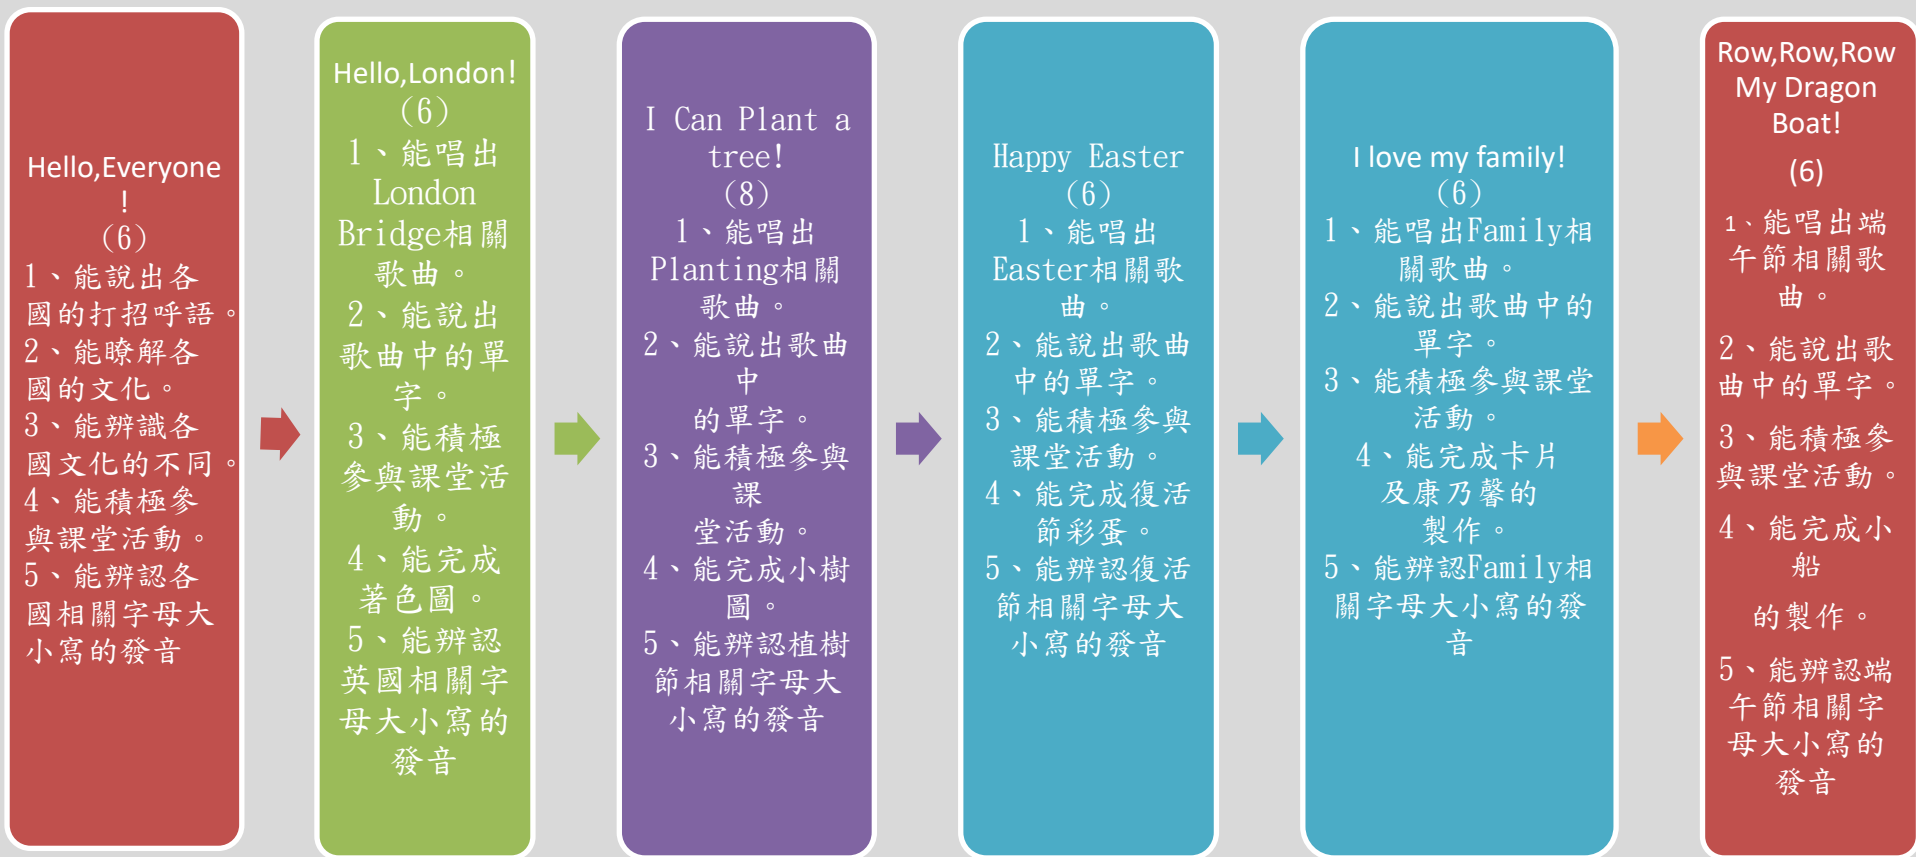 Hello,Everyone
!
（6）
1、能說出各
國的打招呼語。
2、能瞭解各
國的文化。
3、能辨識各
國文化的不同。
4、能積極參
與課堂活動。
5、能辨認各
國相關字母大
小寫的發音
Hello,London!
（6）
1、能唱出
London
Bridge相關
歌曲。
2、能說出
歌曲中的單
字。
3、能積極
參與課堂活
動。
4、能完成
著色圖。
5、能辨認
英國相關字
母大小寫的
發音
I Can Plant a
tree!
（8）
1、能唱出
Planting相關
歌曲。
2、能說出歌曲
中
的單字。
3、能積極參與
課
堂活動。
4、能完成小樹
圖。
5、能辨認植樹
節相關字母大
小寫的發音
Happy Easter
（6）
1、能唱出
Easter相關歌
曲。
2、能說出歌曲
中的單字。
3、能積極參與
課堂活動。
4、能完成復活
節彩蛋。
5、能辨認復活
節相關字母大
小寫的發音
I love my family!
（6）
1、能唱出Family相
關歌曲。
2、能說出歌曲中的
單字。
3、能積極參與課堂
活動。
4、能完成卡片
及康乃馨的
製作。
5、能辨認Family相
關字母大小寫的發
音
Row,Row,Row
My Dragon
Boat!
(6)
1、能唱出端
午節相關歌
曲。
2、能說出歌
曲中的單字。
3、能積極參
與課堂活動。
4、能完成小
船
的製作。
5、能辨認端
午節相關字
母大小寫的
發音